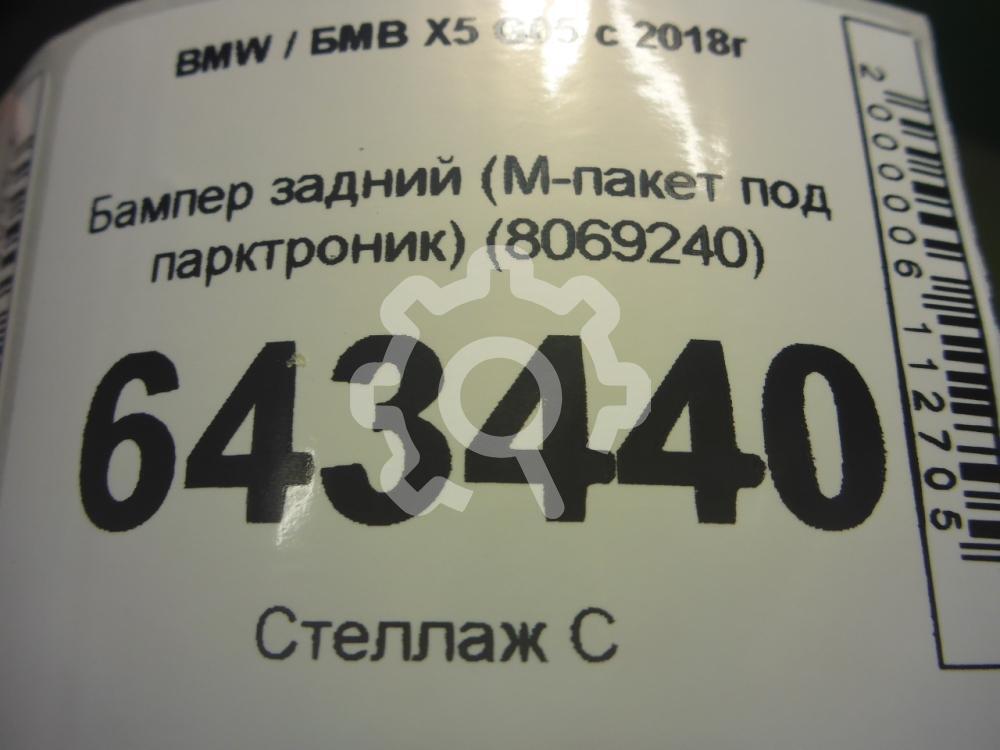 BMW / БМВ X5 G05 с 2018г
Бампер задний (М-пакет под
парктроник) (8069240)
643440
Стеллаж С
2000006112705